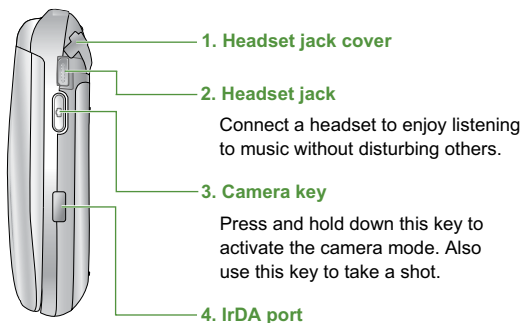 1. Headset jack cover
2. Headset jack
Connect a headset to enjoy listening
to music without disturbing others.
3. Camera key
Press and hold down this key to
activate the camera mode. Also
use this key to take a shot.
4. IrDA port